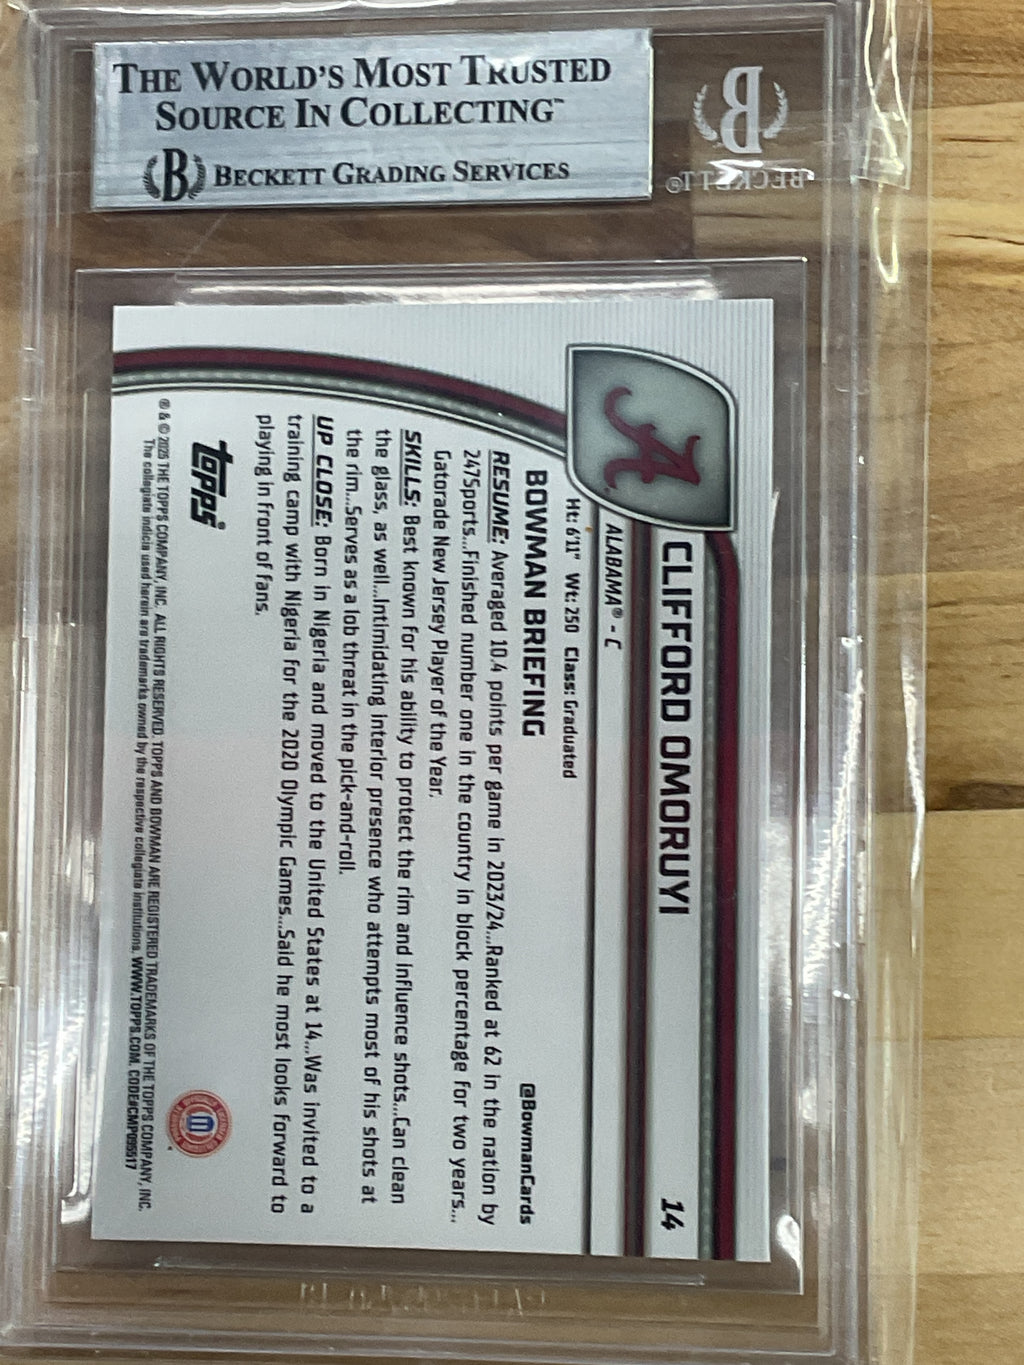 THE WORLD'S MOST TRUSTED
SOURCE IN COLLECTING™
B BECKETT GRADING SERVICES
B
BECKETT®
A
CLIFFORD OMORUYI 14
ALABAMA® - C
Ht: 6'11" Wt: 250 Class: Graduated
BOWMAN BRIEFING @BowmanCards
RESUME: Averaged 10.4 points per game in 2023/24...Ranked at 62 in the nation by
247Sports...Finished number one in the country in block percentage for two years...
Gatorade New Jersey Player of the Year.
SKILLS: Best known for his ability to protect the rim and influence shots...Can clean
the glass, as well...Intimidating interior presence who attempts most of his shots at
the rim...Serves as a lob threat in the pick-and-roll.
UP CLOSE: Born in Nigeria and moved to the United States at 14...Was invited to a
training camp with Nigeria for the 2020 Olympic Games...Said he most looks forward to
playing in front of fans.
topps
® & © 2025 THE TOPPS COMPANY, INC. ALL RIGHTS RESERVED. TOPPS AND BOWMAN ARE REGISTERED TRADEMARKS OF THE TOPPS COMPANY, INC.
The collegiate indicia used herein are trademarks owned by the respective collegiate institutions. WWW.TOPPS.COM. CODE#CMP095517